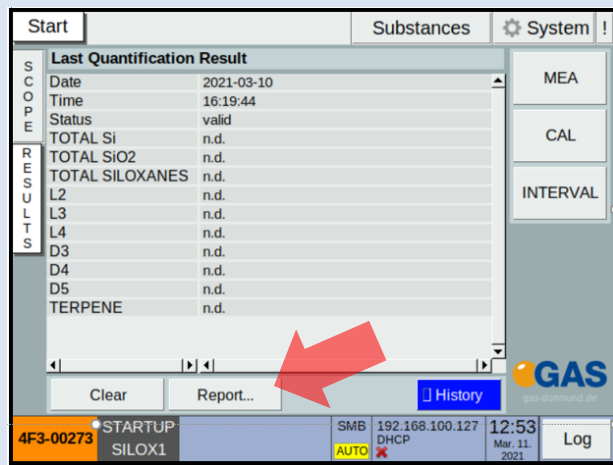 Start
Substances
System
!
SCOPE
RESULTS
Last Quantification Result
Date 2021-03-10
Time 16:19:44
Status valid
TOTAL Si n.d.
TOTAL SiO2 n.d.
TOTAL SILOXANES n.d.
L2 n.d.
L3 n.d.
L4 n.d.
D3 n.d.
D4 n.d.
D5 n.d.
TERPENE n.d.
MEA
CAL
INTERVAL
GAS
gas-dortmund.de
Clear
Report...
History
4F3-00273
STARTUP
SILOX1
SMB
AUTO
192.168.100.127
DHCP
12:53
Mar. 11.
2021
Log